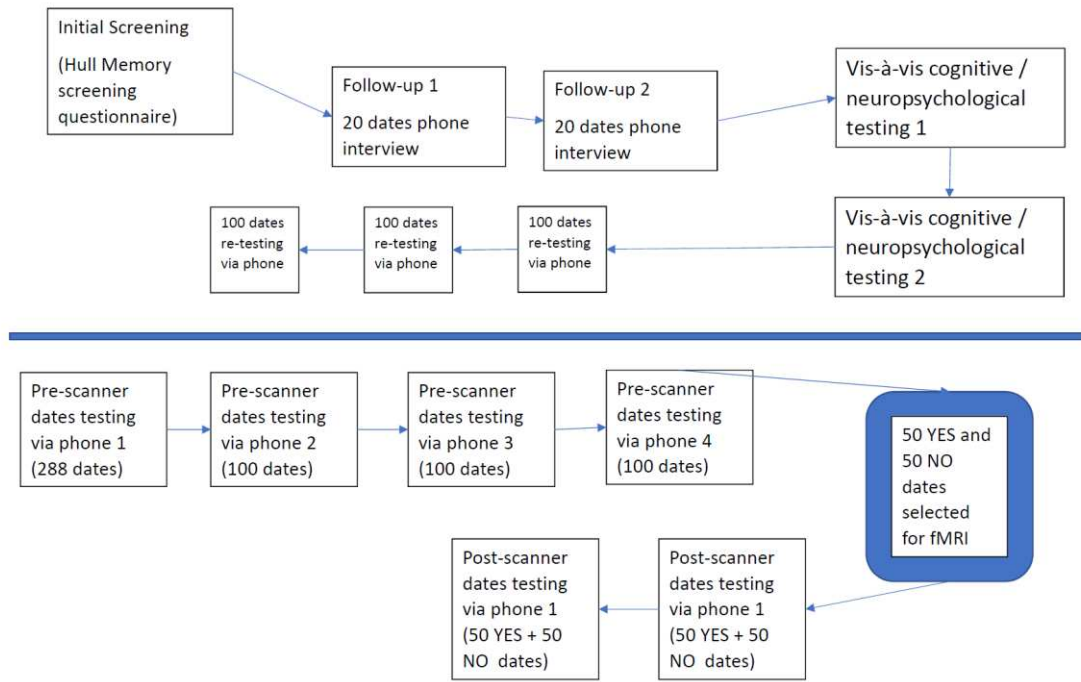 Initial Screening
(Hull Memory
screening
questionnaire)
Follow-up 1
20 dates phone
interview
Follow-up 2
20 dates phone
interview
Vis-à-vis cognitive /
neuropsychological
testing 1
Vis-à-vis cognitive /
neuropsychological
testing 2
100 dates
re-testing
via phone
100 dates
re-testing
via phone
100 dates
re-testing
via phone
Pre-scanner
dates testing
via phone 1
(288 dates)
Pre-scanner
dates testing
via phone 2
(100 dates)
Pre-scanner
dates testing
via phone 3
(100 dates)
Pre-scanner
dates testing
via phone 4
(100 dates)
50 YES and
50 NO
dates
selected
for fMRI
Post-scanner
dates testing
via phone 1
(50 YES + 50
NO dates)
Post-scanner
dates testing
via phone 1
(50 YES + 50
NO dates)